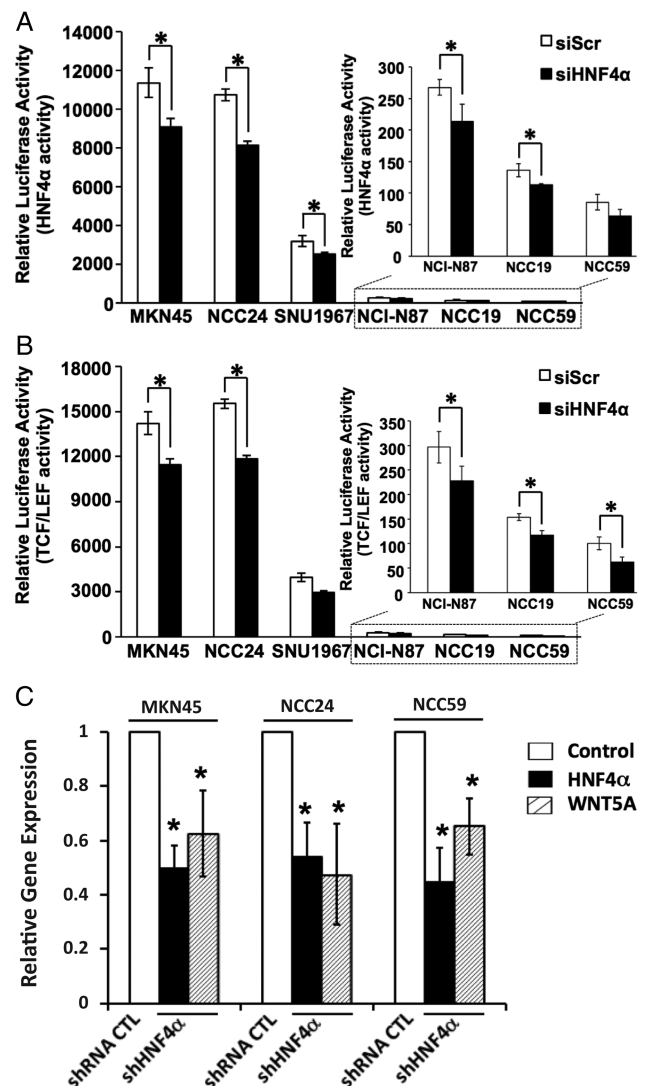 A
Relative Luciferase Activity
(HNF4α activity)
14000
12000
10000
8000
6000
4000
2000
0
*
*
*
MKN45 NCC24 SNU1967 NCI-N87 NCC19 NCC59
Relative Luciferase Activity
(HNF4α activity)
300
250
200
150
100
50
0
*
*
NCI-N87 NCC19 NCC59
siScr
siHNF4α
B
Relative Luciferase Activity
(TCF/LEF activity)
18000
15000
12000
9000
6000
3000
0
*
*
MKN45 NCC24 SNU1967 NCI-N87 NCC19 NCC59
Relative Luciferase Activity
(TCF/LEF activity)
350
300
250
200
150
100
50
0
*
*
*
NCI-N87 NCC19 NCC59
siScr
siHNF4α
C
MKN45 NCC24 NCC59
Relative Gene Expression
1
0.8
0.6
0.4
0.2
0
* *
* *
* *
Control
HNF4α
WNT5A
shRNA CTL shHNF4α shRNA CTL shHNF4α shRNA CTL shHNF4α